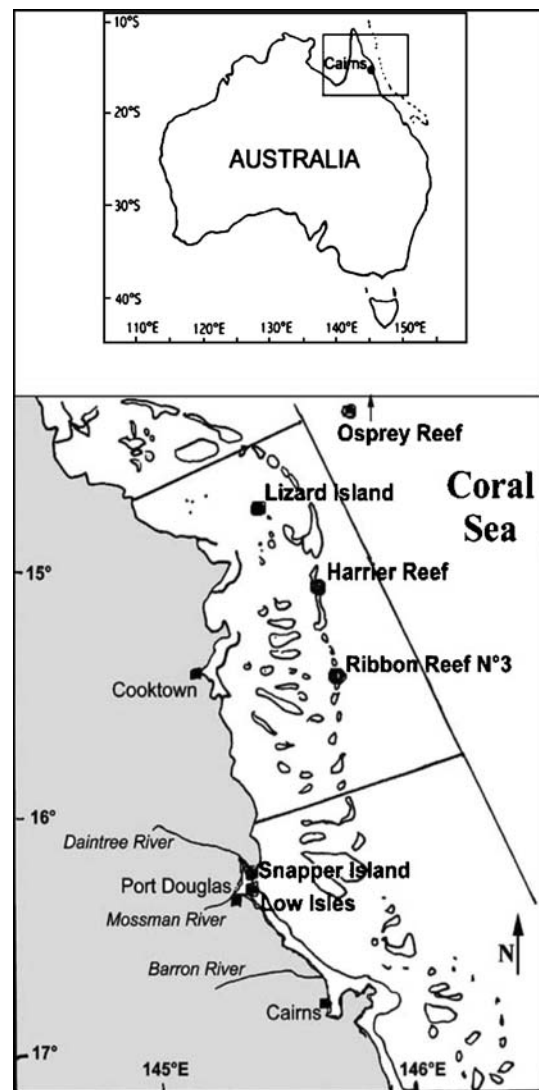 10°S
Cairns
20°S
AUSTRALIA
30°S
40°S
110°E 120°E 130°E 140°E 150°E
Osprey Reef
Coral
Sea
Lizard Island
15°
Harrier Reef
Ribbon Reef N°3
Cooktown
16°
Daintree River
Snapper Island
Port Douglas
Low Isles
Mossman River
N
Barron River
Cairns
17°
145°E 146°E